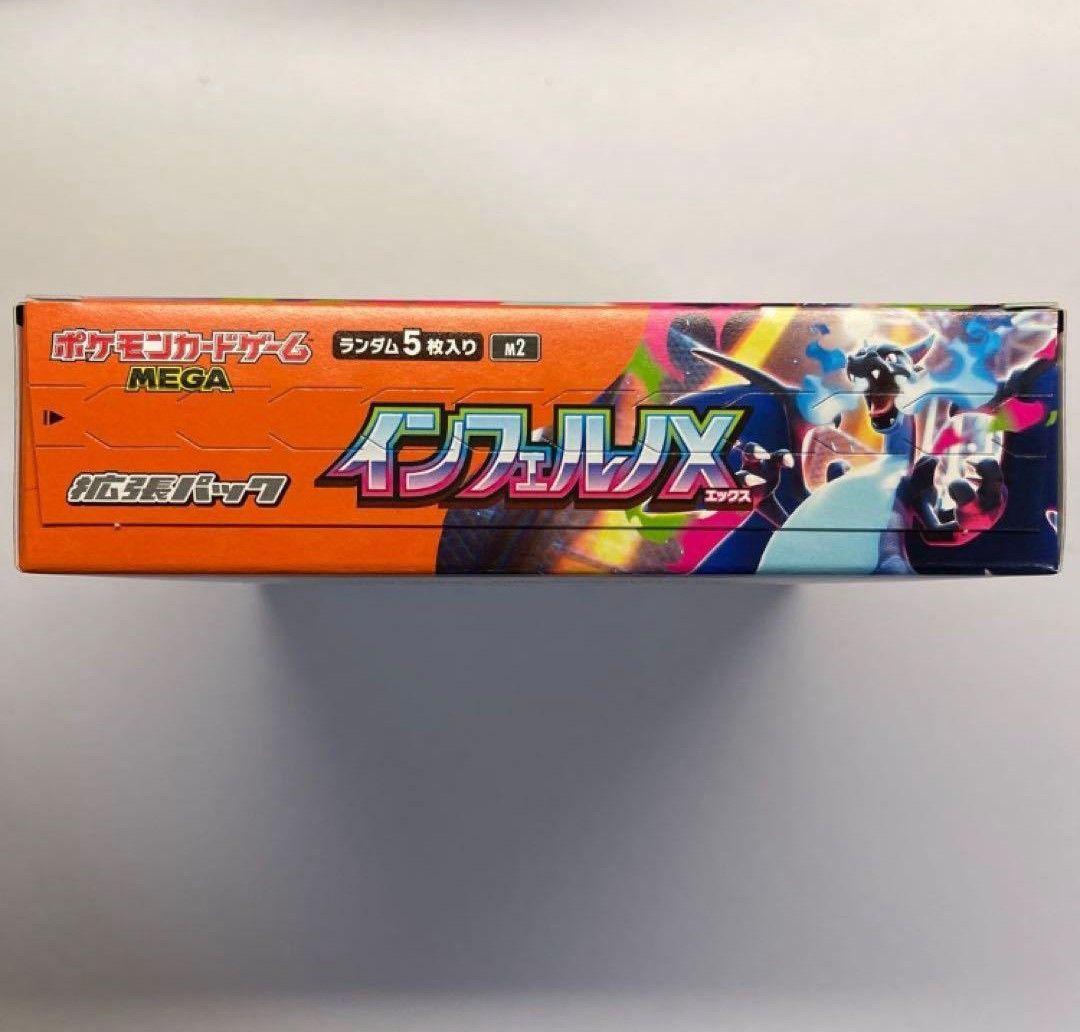 ポケモンカードゲーム
MEGA
ランダム5枚入り
M2
拡張パック
インフェルノX
エックス